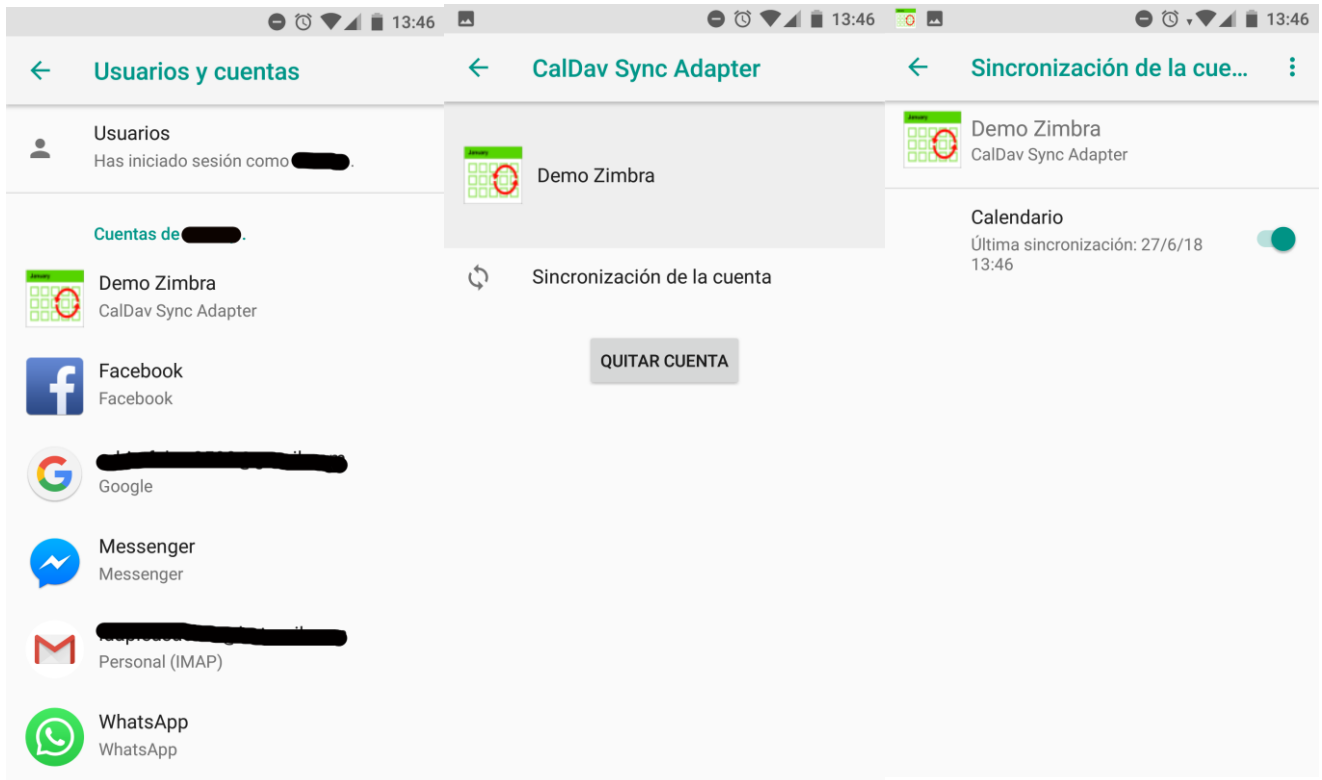 13:46
Usuarios y cuentas
Usuarios
Has iniciado sesión como .
Cuentas de .
January
Demo Zimbra
CalDav Sync Adapter
Facebook
Facebook
Google
Messenger
Messenger
Personal (IMAP)
WhatsApp
WhatsApp
13:46
CalDav Sync Adapter
January
Demo Zimbra
Sincronización de la cuenta
QUITAR CUENTA
13:46
Sincronización de la cue...
January
Demo Zimbra
CalDav Sync Adapter
Calendario
Última sincronización: 27/6/18
13:46